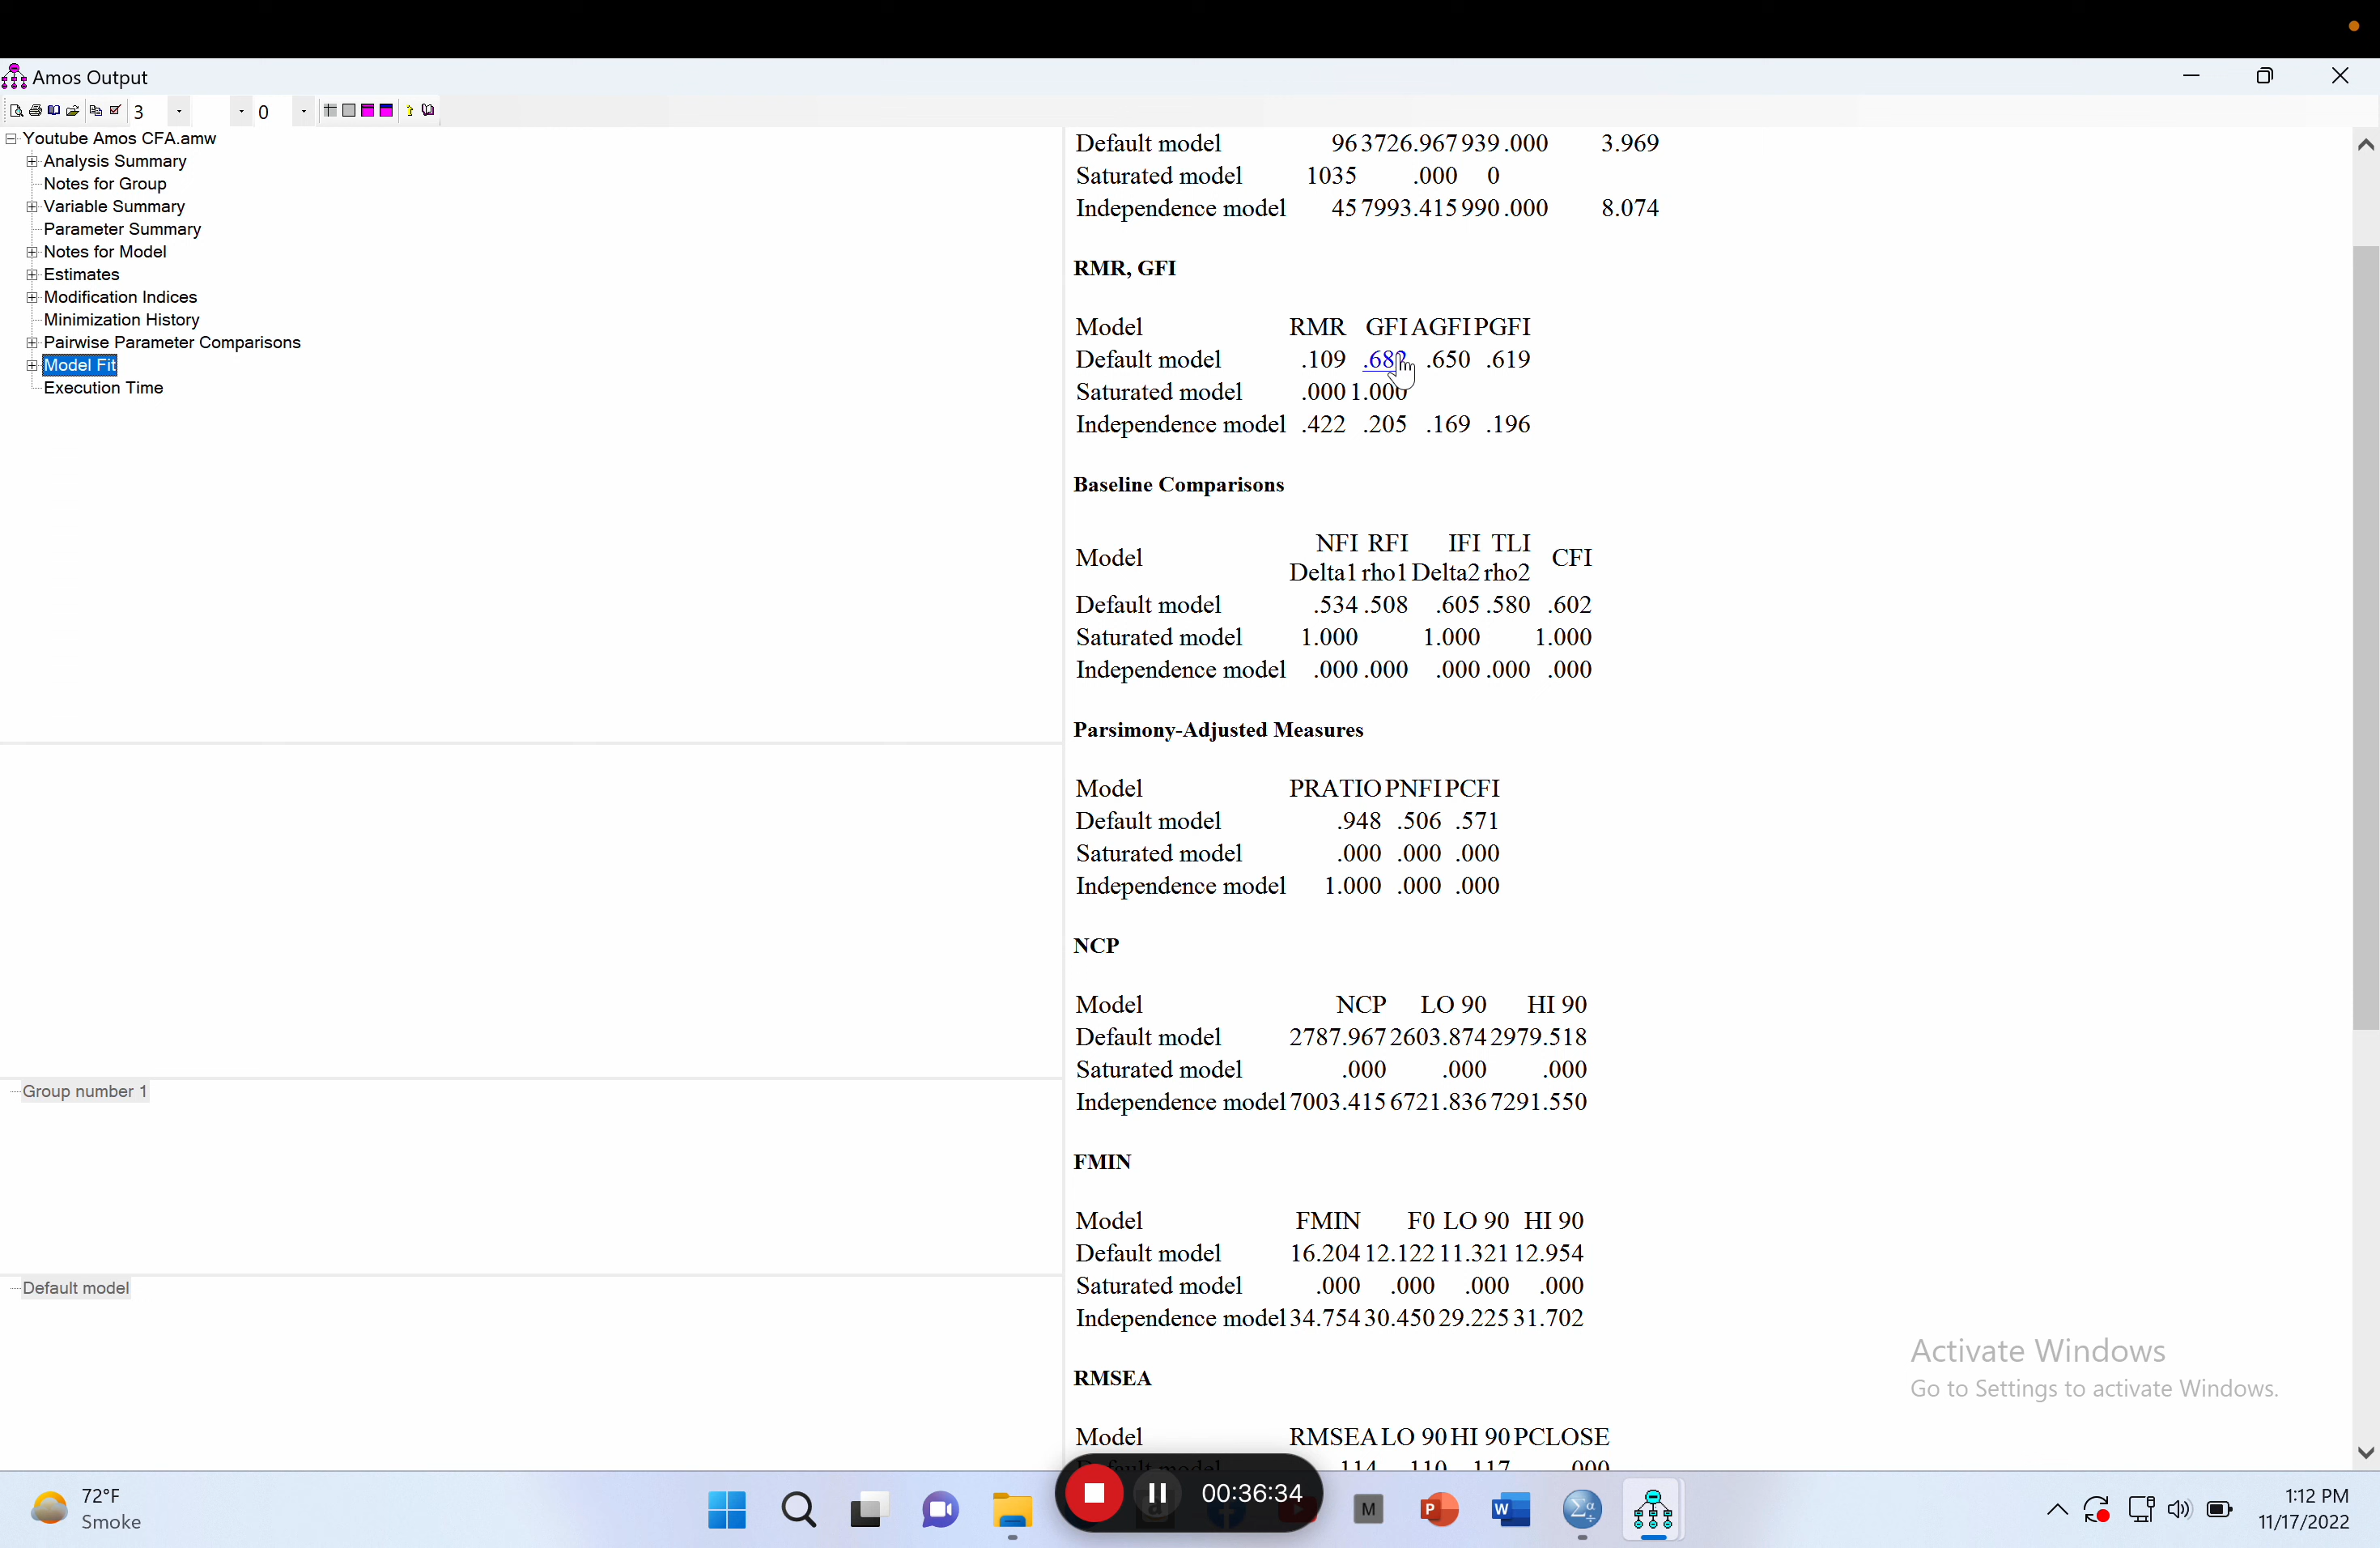 Amos Output
3 0
Youtube Amos CFA.amw
Analysis Summary
Notes for Group
Variable Summary
Parameter Summary
Notes for Model
Estimates
Modification Indices
Minimization History
Pairwise Parameter Comparisons
Model Fit
Execution Time
Group number 1
Default model
Default model 96 3726.967 939 .000 3.969
Saturated model 1035 .000 0
Independence model 45 7993.415 990 .000 8.074
RMR, GFI
Model RMR GFI AGFI PGFI
Default model .109 .650 .619
Saturated model .000 1.000
Independence model .422 .205 .169 .196
Baseline Comparisons
NFI RFI IFI TLI
Model CFI
Delta1 rho1 Delta2 rho2
Default model .534 .508 .605 .580 .602
Saturated model 1.000 1.000 1.000
Independence model .000 .000 .000 .000 .000
Parsimony-Adjusted Measures
Model PRATIO PNFI PCFI
Default model .948 .506 .571
Saturated model .000 .000 .000
Independence model 1.000 .000 .000
NCP
Model NCP LO 90 HI 90
Default model 2787.967 2603.874 2979.518
Saturated model .000 .000 .000
Independence model 7003.415 6721.836 7291.550
FMIN
Model FMIN F0 LO 90 HI 90
Default model 16.204 12.122 11.321 12.954
Saturated model .000 .000 .000 .000
Independence model 34.754 30.450 29.225 31.702
RMSEA
Model RMSEA LO 90 HI 90 PCLOSE
.114 .110 .117 .000
Activate Windows
Go to Settings to activate Windows.
72°F
Smoke
00:36:34
M
P
W
Σα
1:12 PM
11/17/2022